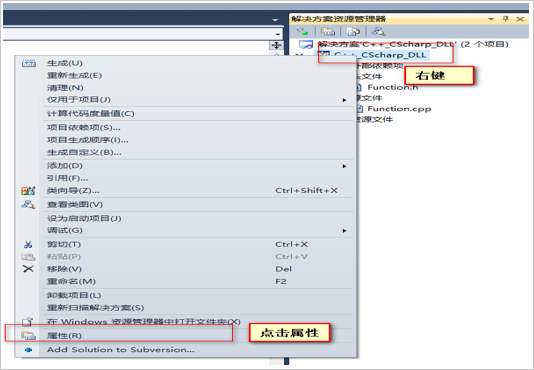 解决方案资源管理器
解决方案'C++_CScharp_DLL' (2 个项目)
C++_CScharp_DLL
外部依赖项
文件
Function.h
源文件
Function.cpp
资源文件
右键
生成(U)
重新生成(E)
清理(N)
仅用于项目(J)
计算代码度量值(C)
项目依赖项(S)...
项目生成顺序(I)...
生成自定义(B)...
添加(D)
引用(F)...
类向导(Z)... Ctrl+Shift+X
查看类图(V)
设为启动项目(J)
调试(G)
剪切(T) Ctrl+X
粘贴(P) Ctrl+V
移除(V) Del
重命名(M) F2
卸载项目(L)
重新扫描解决方案(S)
在 Windows 资源管理器中打开文件夹(X)
属性(R)
点击属性
Add Solution to Subversion...